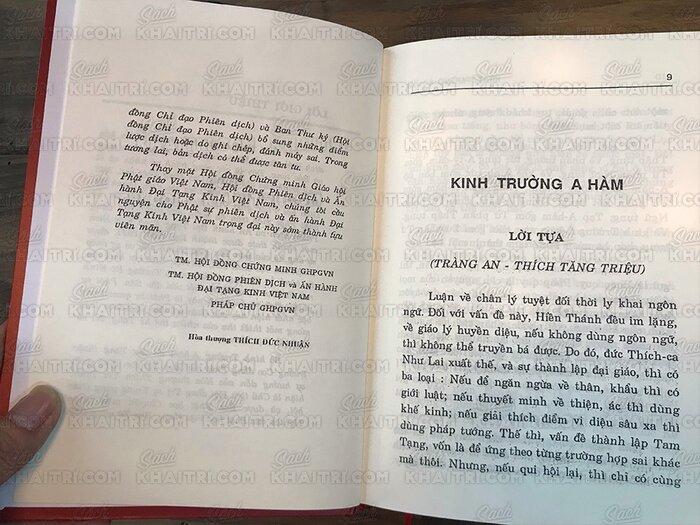 đồng Chỉ đạo Phiên dịch) và Ban Thư ký (Hội
đồng Chỉ đạo Phiên dịch) bổ sung những điểm
lược dịch hoặc do ghi chép, đánh máy sai. Trong
tương lai, bản dịch có thể được tân tu.
Thay mặt Hội đồng Chứng minh Giáo hội
Phật giáo Việt Nam, Hội đồng Phiên dịch và Ấn
hành Đại Tạng Kinh Việt Nam, chúng tôi cầu
nguyện cho Phật sự phiên dịch và ấn hành Đại
Tạng Kinh Việt Nam trọng đại này sớm thành tựu
viên mãn.
TM. HỘI ĐỒNG CHỨNG MINH GHPGVN
TM. HỘI ĐỒNG PHIÊN DỊCH và ẤN HÀNH
ĐẠI TẠNG KINH VIỆT NAM
PHÁP CHỦ GHPGVN
Hòa thượng THÍCH ĐỨC NHUẬN
9
KINH TRƯỜNG A HÀM
LỜI TỰA
(TRÀNG AN - THÍCH TĂNG TRIỆU)
Luận về chân lý tuyệt đối thời ly khai ngôn
ngữ. Đối với vấn đề này, Hiền Thánh đều im lặng,
về giáo lý huyền diệu, nếu không dùng ngôn ngữ,
thì không thể truyền bá được. Do đó, đức Thích-ca
Như Lai xuất thế, và sự thành lập đại giáo, thì có
ba loại : Nếu để ngăn ngừa về thân, khẩu thì có
giới luật; nếu thuyết minh về thiện, ác thì dùng
khế kinh; nếu giải thích điểm vi diệu sâu xa thì
dùng pháp tướng. Thế thì, vấn đề thành lập Tam
Tạng, vốn là để ứng theo từng trường hợp sai khác
mà thôi. Nhưng, nếu qui hội lại, thì chỉ có cùng
Sách
KHAITRI.COM